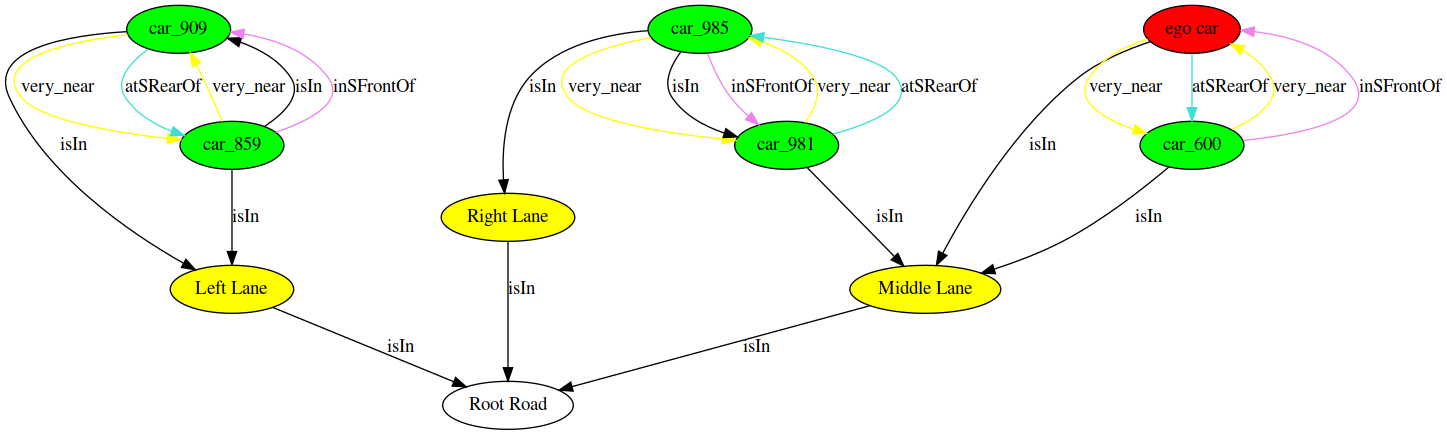 car_909
car_985
ego car
very_near
atSRearOf
very_near
isIn
inSFrontOf
isIn
very_near
isIn
inSFrontOf
very_near
atSRearOf
very_near
atSRearOf
very_near
inSFrontOf
isIn
car_859
car_981
car_600
isIn
isIn
Right Lane
isIn
isIn
Left Lane
isIn
Middle Lane
isIn
isIn
Root Road